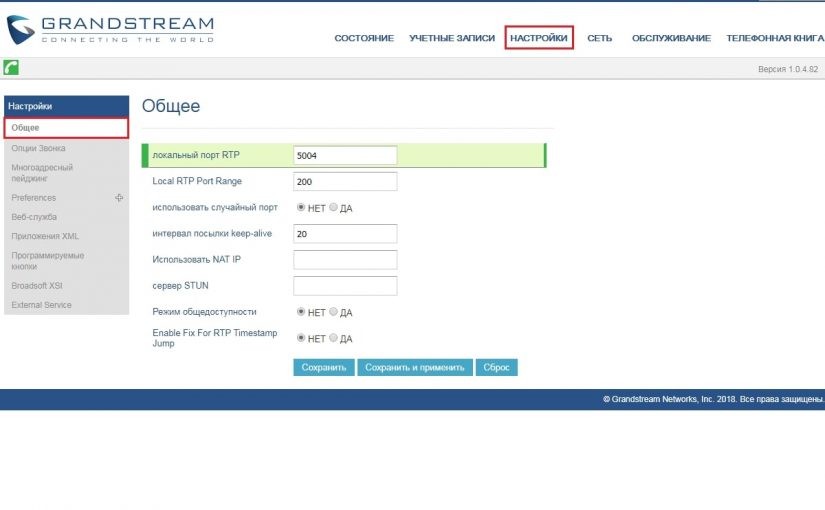 GRANDSTREAM
CONNECTING THE WORLD
СОСТОЯНИЕ УЧЕТНЫЕ ЗАПИСИ НАСТРОЙКИ СЕТЬ ОБСЛУЖИВАНИЕ ТЕЛЕФОННАЯ КНИГА
Версия 1.0.4.82
Настройки
Общее
Опции Звонка
Многоадресный
пейджинг
Preferences
Веб-служба
Приложения XML
Программируемые
кнопки
Broadsoft XSI
External Service
Общее
локальный порт RTP 5004
Local RTP Port Range 200
использовать случайный порт НЕТ ДА
интервал посылки keep-alive 20
Использовать NAT IP
сервер STUN
Режим общедоступности НЕТ ДА
Enable Fix For RTP Timestamp
Jump НЕТ ДА
Сохранить Сохранить и применить Сброс
© Grandstream Networks, Inc. 2018. Все права защищены.